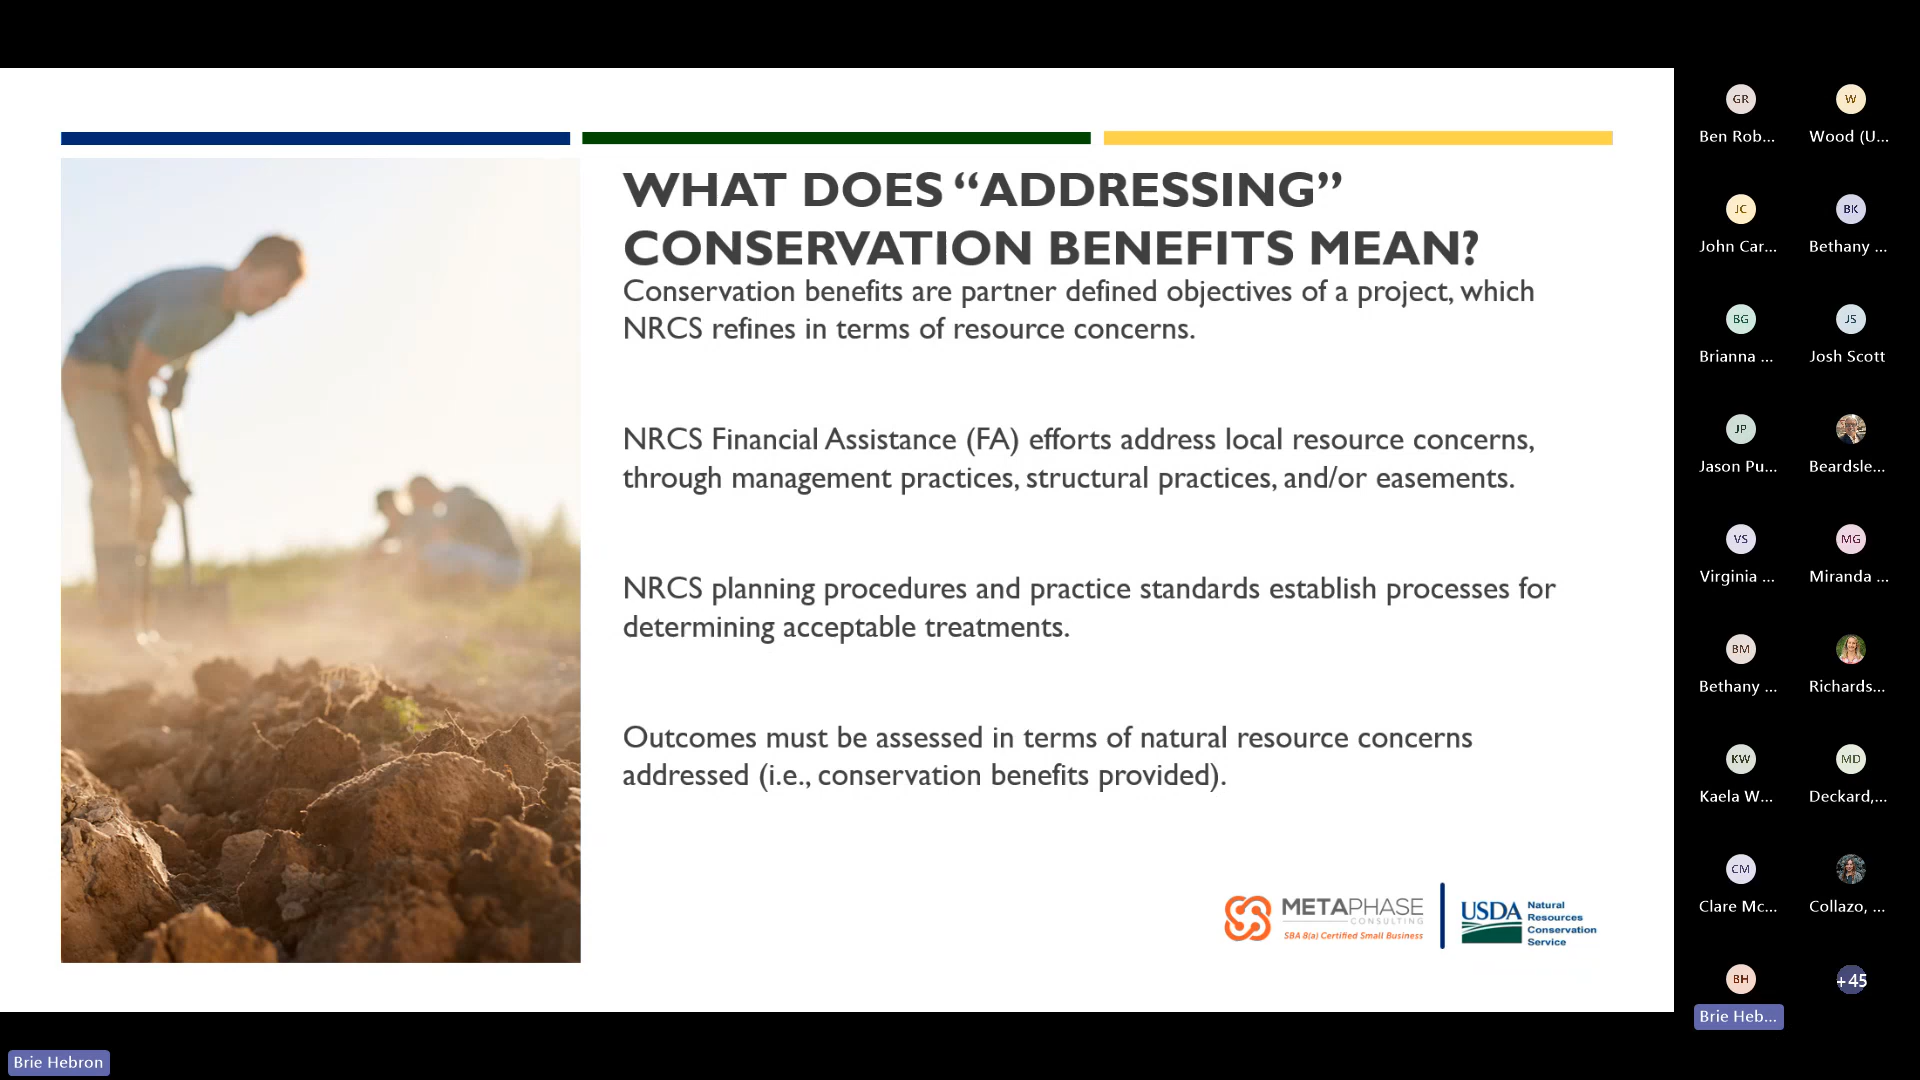 WHAT DOES “ADDRESSING”
CONSERVATION BENEFITS MEAN?
Conservation benefits are partner defined objectives of a project, which
NRCS refines in terms of resource concerns.
NRCS Financial Assistance (FA) efforts address local resource concerns,
through management practices, structural practices, and/or easements.
NRCS planning procedures and practice standards establish processes for
determining acceptable treatments.
Outcomes must be assessed in terms of natural resource concerns
addressed (i.e., conservation benefits provided).
METAPHASE
CONSULTING
SBA 8(a) Certified Small Business
USDA
Natural
Resources
Conservation
Service
GR
W
Ben Rob...
Wood (U...
JC
BK
John Car...
Bethany ...
BG
JS
Brianna ...
Josh Scott
JP
Jason Pu...
Beardsle...
VS
MG
Virginia ...
Miranda ...
BM
Bethany ...
Richards...
KW
MD
Kaela W...
Deckard,...
CM
Clare Mc...
Collazo, ...
BH
+45
Brie Heb...
Brie Hebron